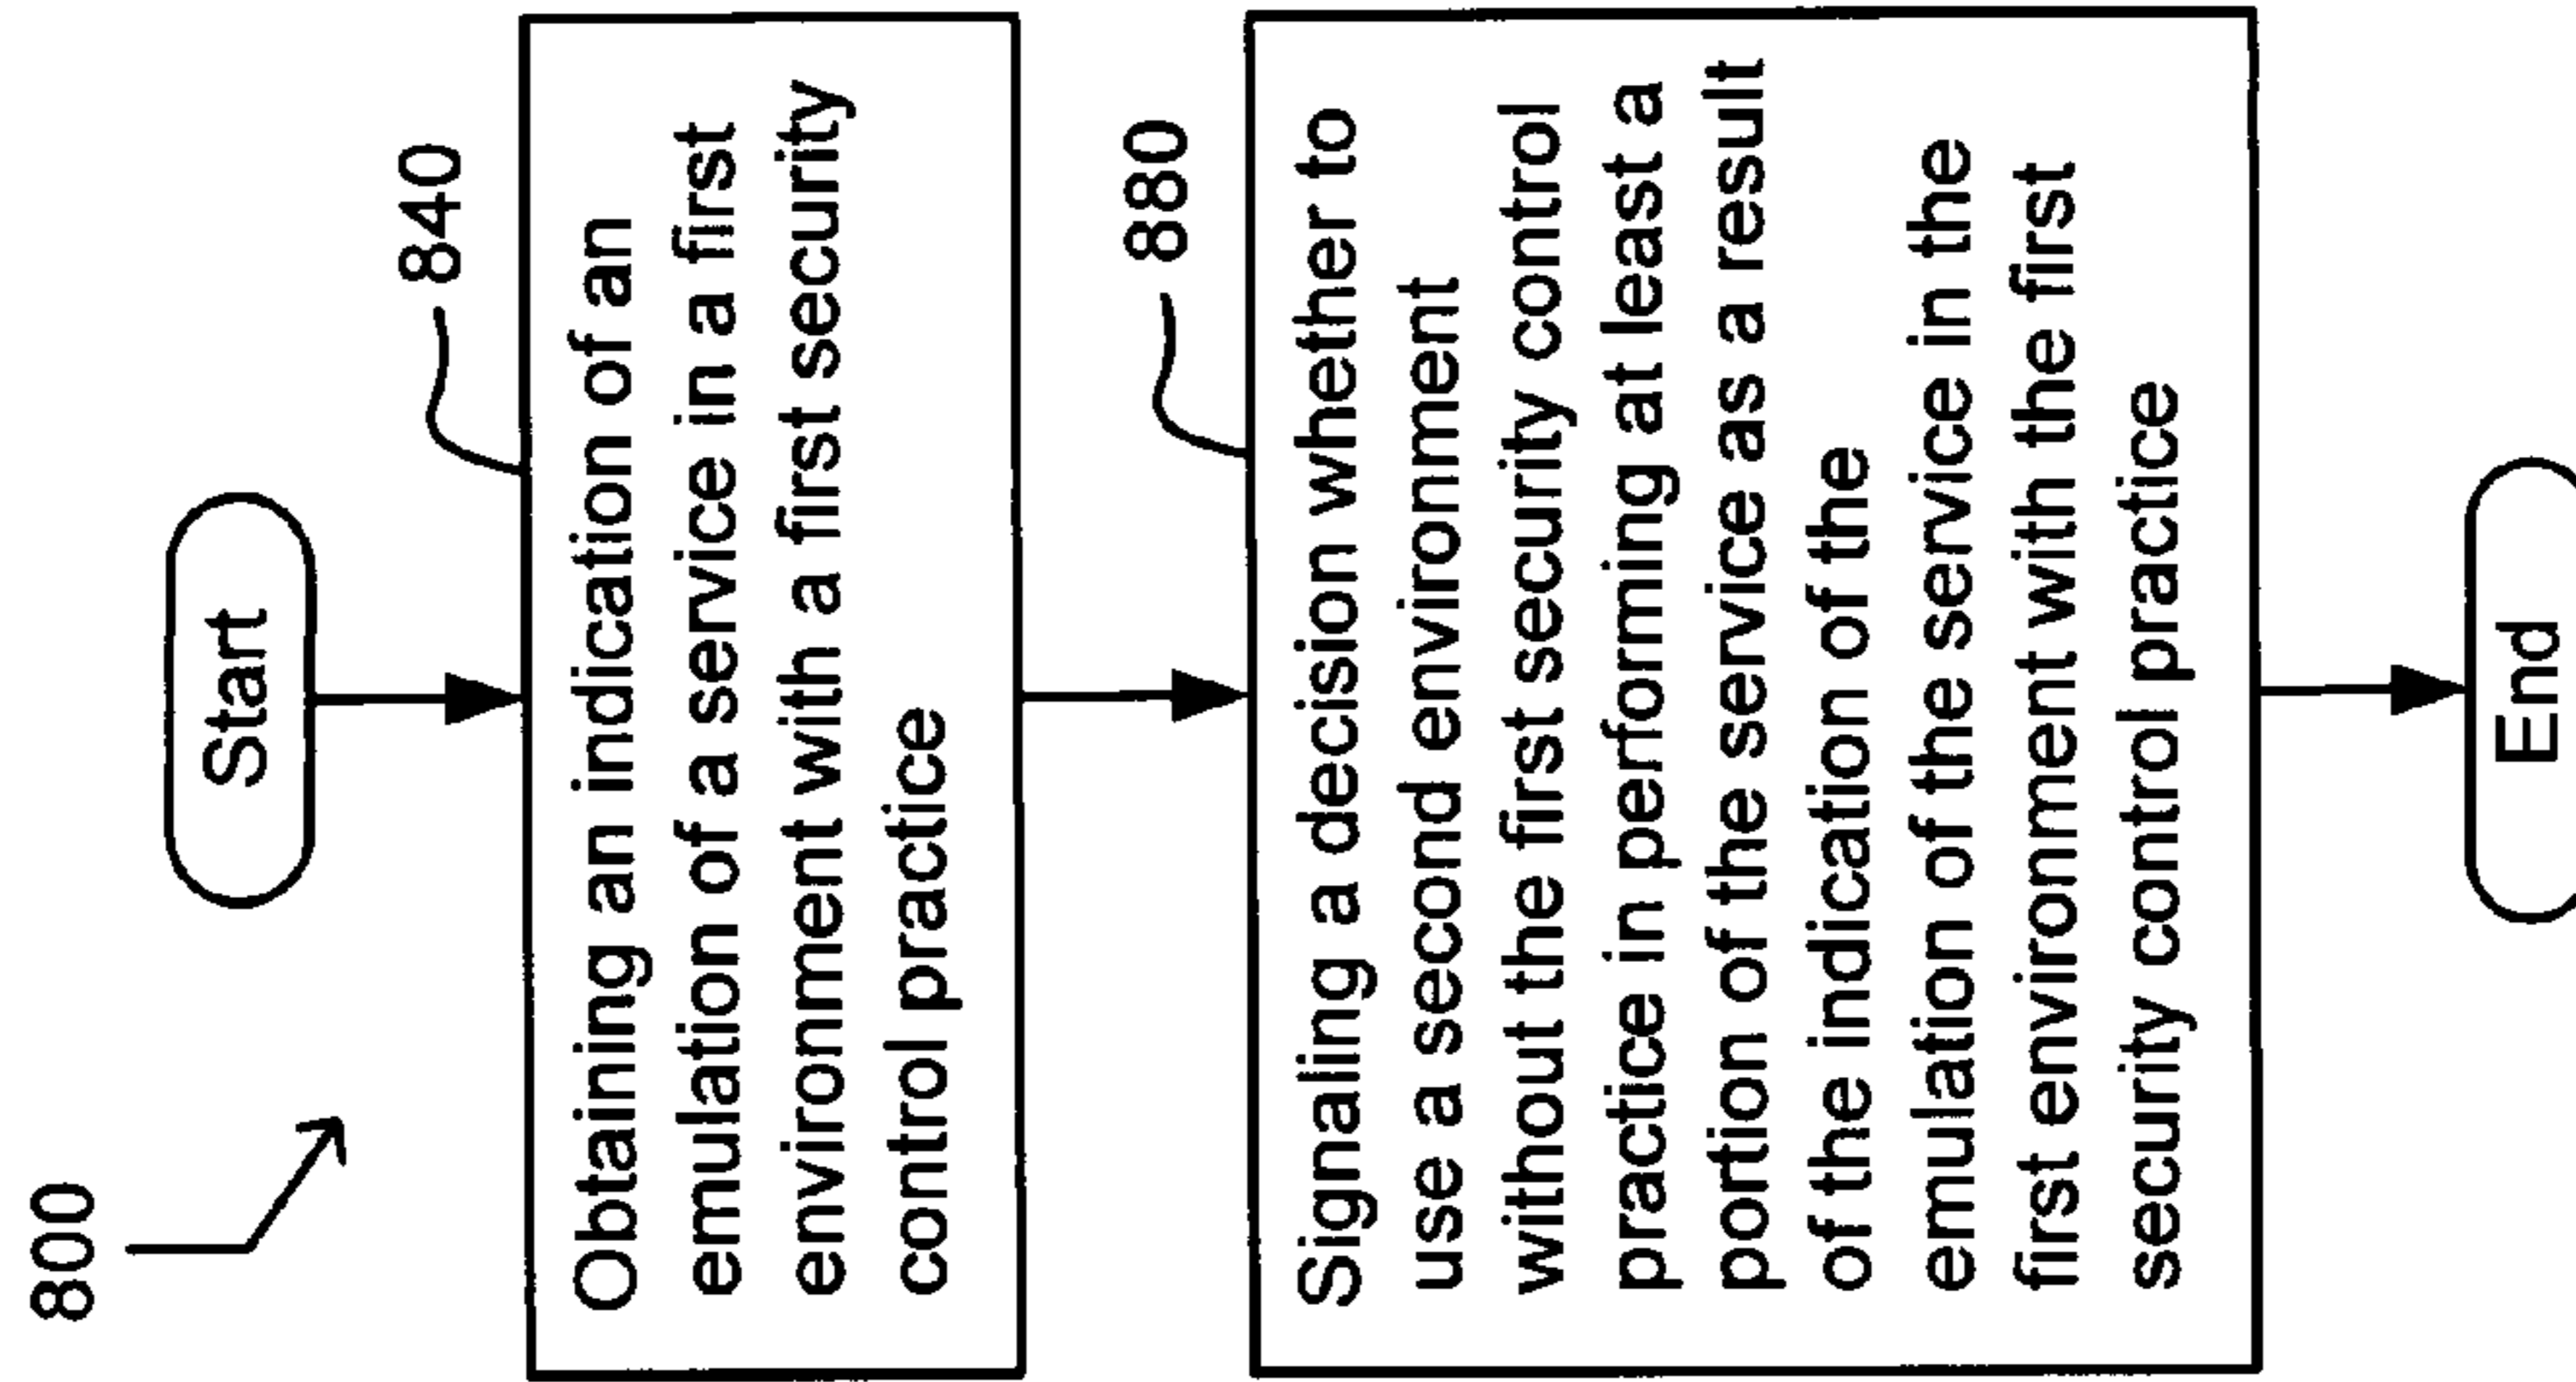 800
Start
840
Obtaining an indication of an
emulation of a service in a first
environment with a first security
control practice
880
Signaling a decision whether to
use a second environment
without the first security control
practice in performing at least a
portion of the service as a result
of the indication of the
emulation of the service in the
first environment with the first
security control practice
End